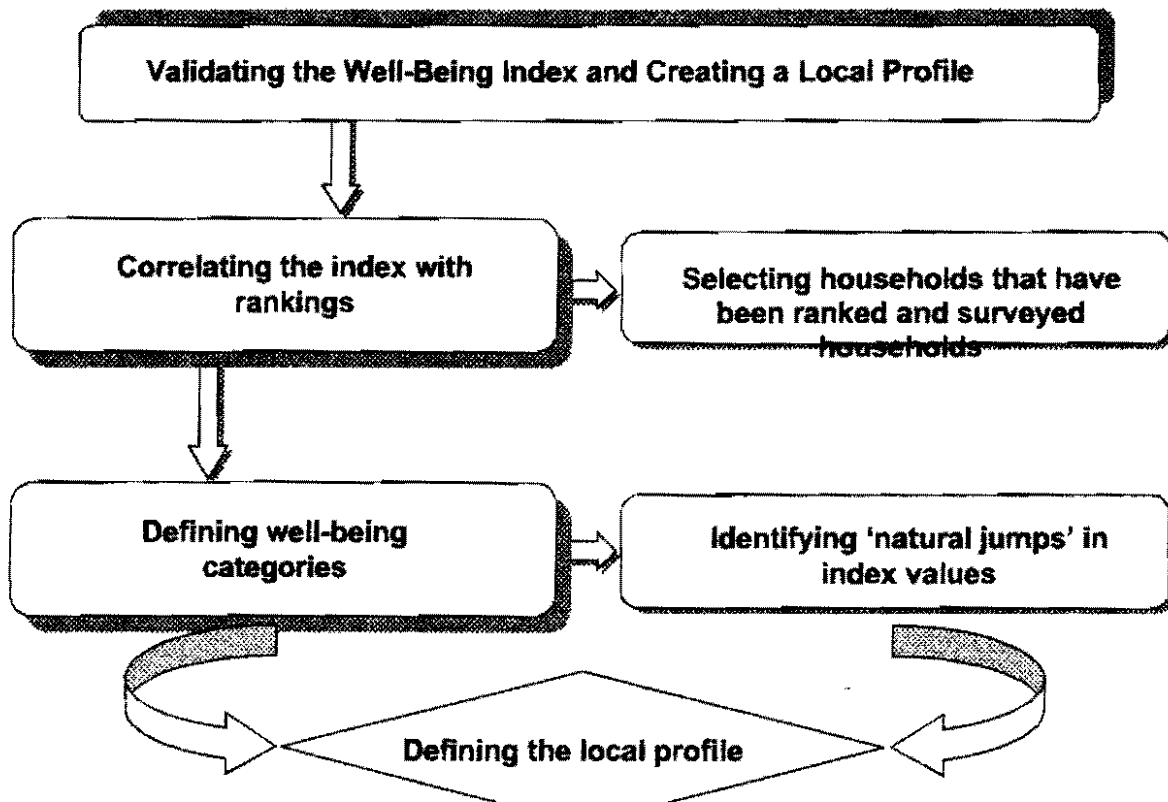 Validating the Well-Being Index and Creating a Local Profile
Correlating the index with
rankings
Selecting households that have
been ranked and surveyed
households
Defining well-being
categories
Identifying ‘natural jumps’ in
index values
Defining the local profile